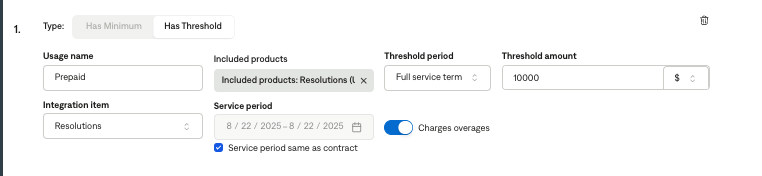 1.
Type: Has Minimum Has Threshold
Usage name
Included products
Threshold period
Threshold amount
Prepaid
Included products: Resolutions (l
Full service term
10000
$
Integration item
Service period
Resolutions
8 / 22 / 2025 – 8 / 22 / 2025
Charges overages
Service period same as contract